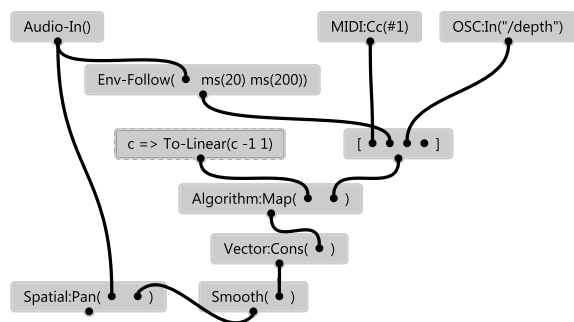 Audio-In()
MIDI:Cc(#1)
OSC:In("/depth")
Env-Follow( ms(20) ms(200))
c => To-Linear(c -1 1)
[ ]
Algorithm:Map( )
Vector:Cons( )
Spatial:Pan( )
Smooth( )